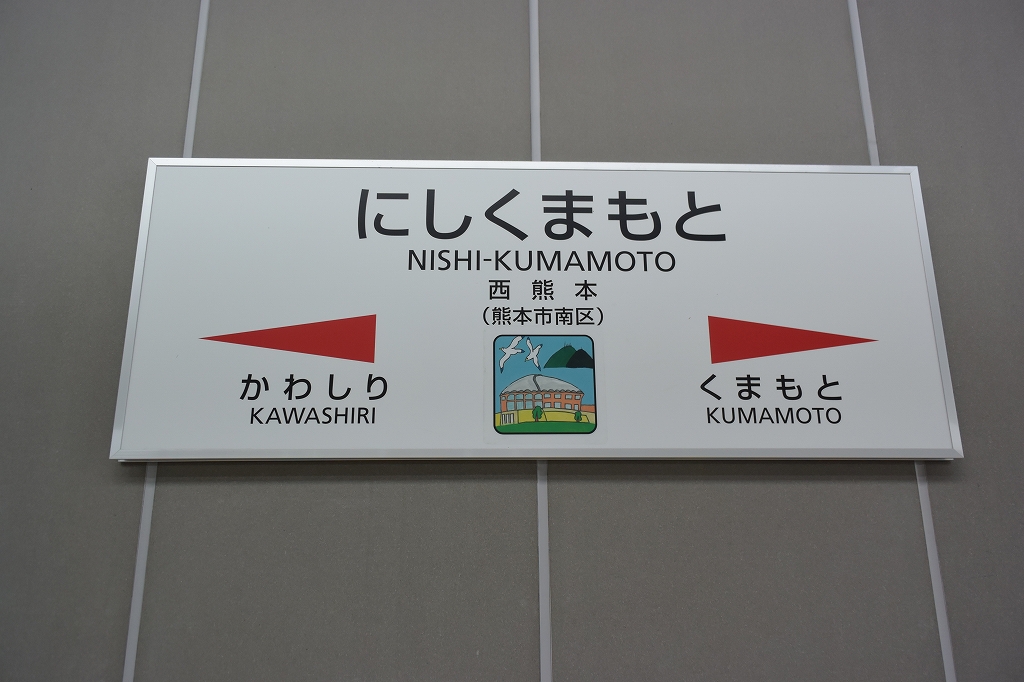 にしくまもと
NISHI-KUMAMOTO
西熊本
（熊本市南区）
かわしり
KAWASHIRI
くまもと
KUMAMOTO